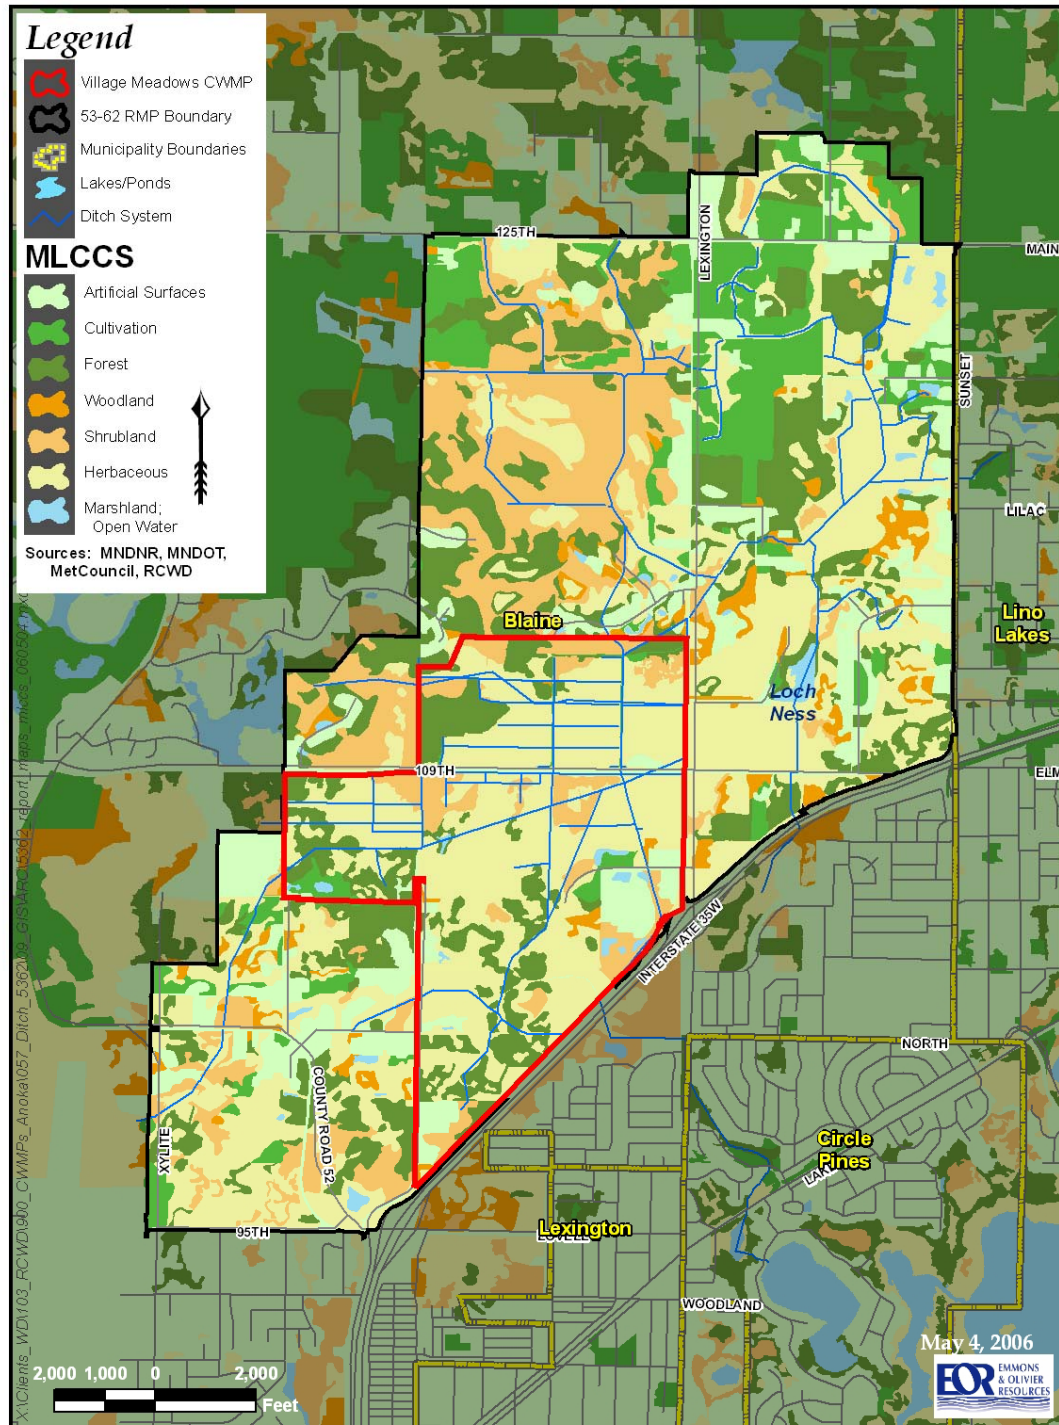 Legend
Village Meadows CWMP
53-62 RMP Boundary
Municipality Boundaries
Lakes/Ponds
Ditch System
MLCCS
Artificial Surfaces
Cultivation
Forest
Woodland
Shrubland
Herbaceous
Marshland;
Open Water
Sources: MNDNR, MNDOT,
MetCouncil, RCWD
125TH
LEXINGTON
MAIN
SUNSET
LILAC
Blaine
Lino
Lakes
Loch
Ness
109TH
ELM
INTERSTATE 35W
NORTH
COUNTY ROAD 52
XYLITE
Circle
Pines
95TH
Lexington
WOODLAND
May 4, 2006
EOR
EMMONS
& OLIVIER
RESOURCES
2,000 1,000 0 2,000
Feet